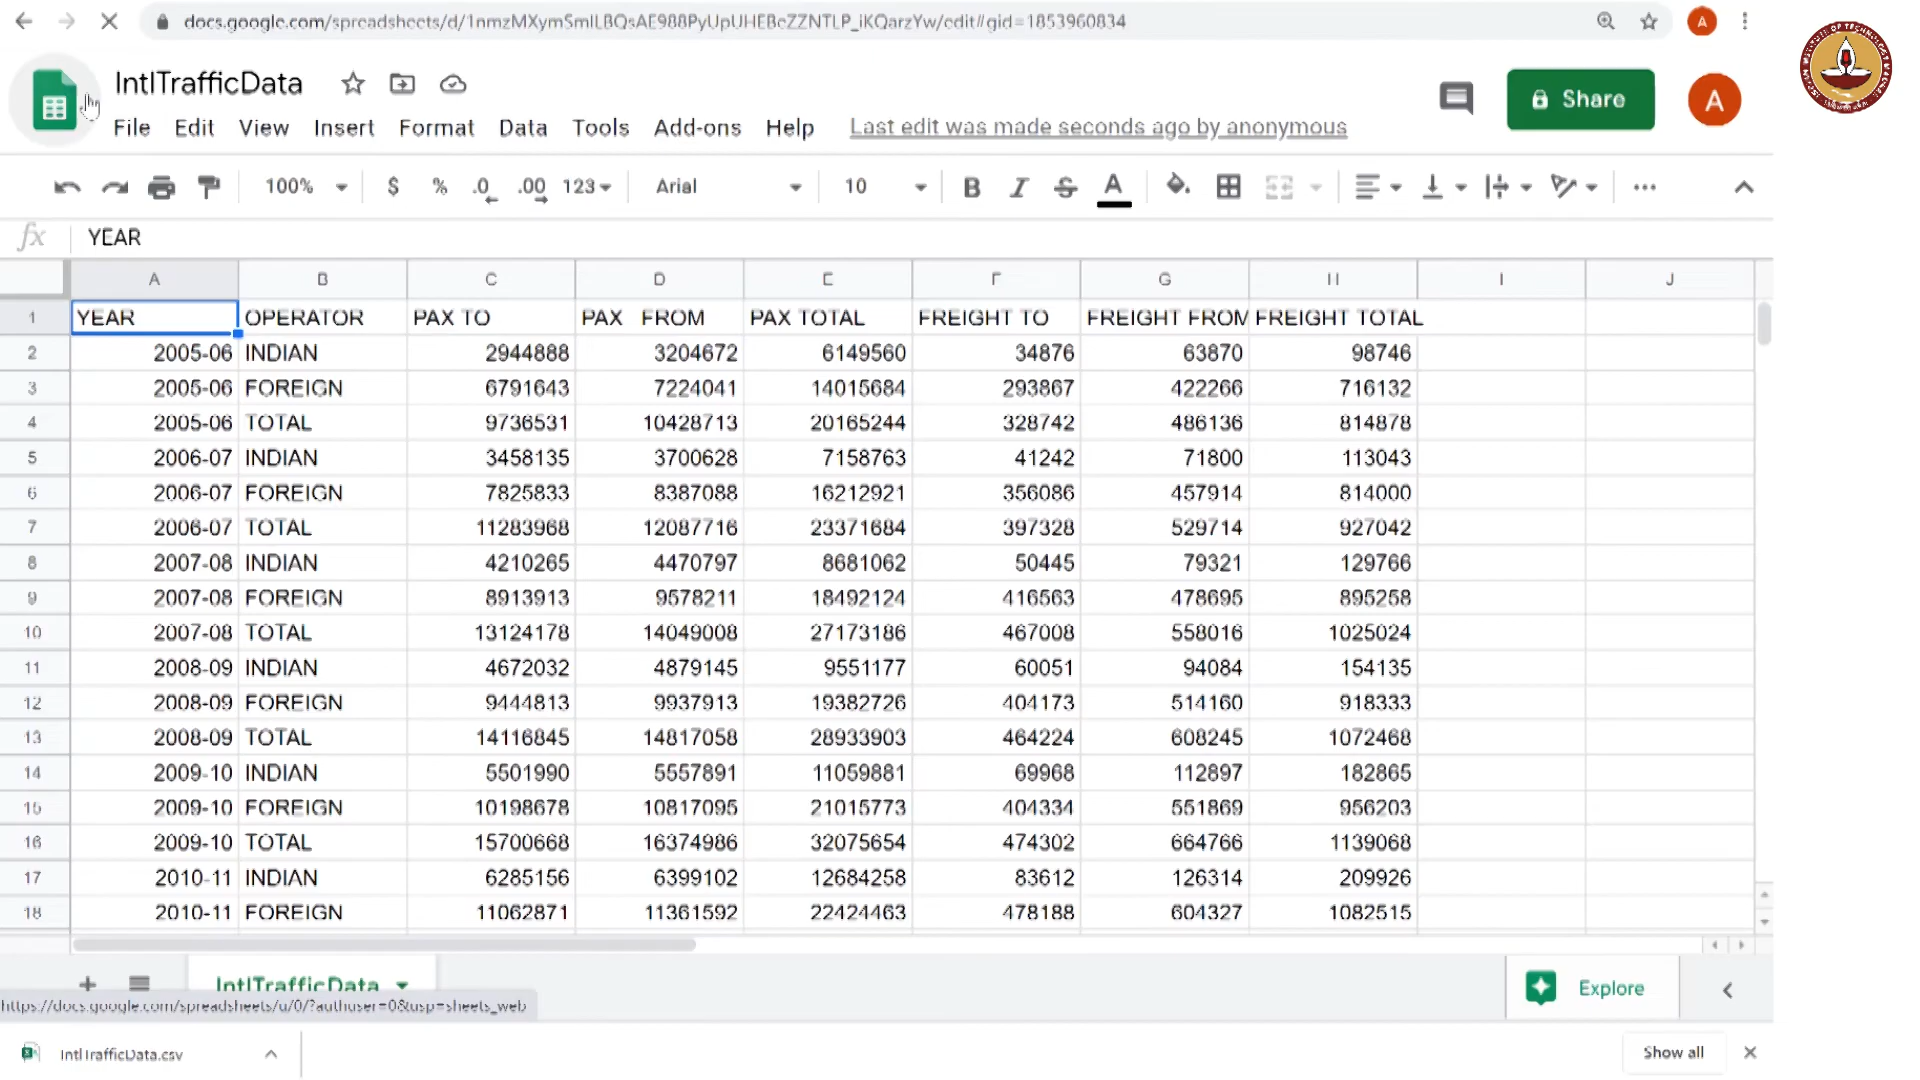 docs.google.com/spreadsheets/d/1nmzMXymSmILBQsAE988PyUpUHEBeZZNTLP_iKQarzYw/edit#gid=1853960834
A
IntlTrafficData
File Edit View Insert Format Data Tools Add-ons Help Last edit was made seconds ago by anonymous
Share
A
100% $ % .0 .00 123 Arial 10 B I S A
fx YEAR
A B C D E F G H I J
1 YEAR OPERATOR PAX TO PAX FROM PAX TOTAL FREIGHT TO FREIGHT FROM FREIGHT TOTAL
2 2005-06 INDIAN 2944888 3204672 6149560 34876 63870 98746
3 2005-06 FOREIGN 6791643 7224041 14015684 293867 422266 716132
4 2005-06 TOTAL 9736531 10428713 20165244 328742 486136 814878
5 2006-07 INDIAN 3458135 3700628 7158763 41242 71800 113043
6 2006-07 FOREIGN 7825833 8387088 16212921 356086 457914 814000
7 2006-07 TOTAL 11283968 12087716 23371684 397328 529714 927042
8 2007-08 INDIAN 4210265 4470797 8681062 50445 79321 129766
9 2007-08 FOREIGN 8913913 9578211 18492124 416563 478695 895258
10 2007-08 TOTAL 13124178 14049008 27173186 467008 558016 1025024
11 2008-09 INDIAN 4672032 4879145 9551177 60051 94084 154135
12 2008-09 FOREIGN 9444813 9937913 19382726 404173 514160 918333
13 2008-09 TOTAL 14116845 14817058 28933903 464224 608245 1072468
14 2009-10 INDIAN 5501990 5557891 11059881 69968 112897 182865
15 2009-10 FOREIGN 10198678 10817095 21015773 404334 551869 956203
16 2009-10 TOTAL 15700668 16374986 32075654 474302 664766 1139068
17 2010-11 INDIAN 6285156 6399102 12684258 83612 126314 209926
18 2010-11 FOREIGN 11062871 11361592 22424463 478188 604327 1082515
IntlTrafficData
Explore
https://docs.google.com/spreadsheets/u/0/?authuser=0&usp=sheets_web
IntlTrafficData.csv
Show all